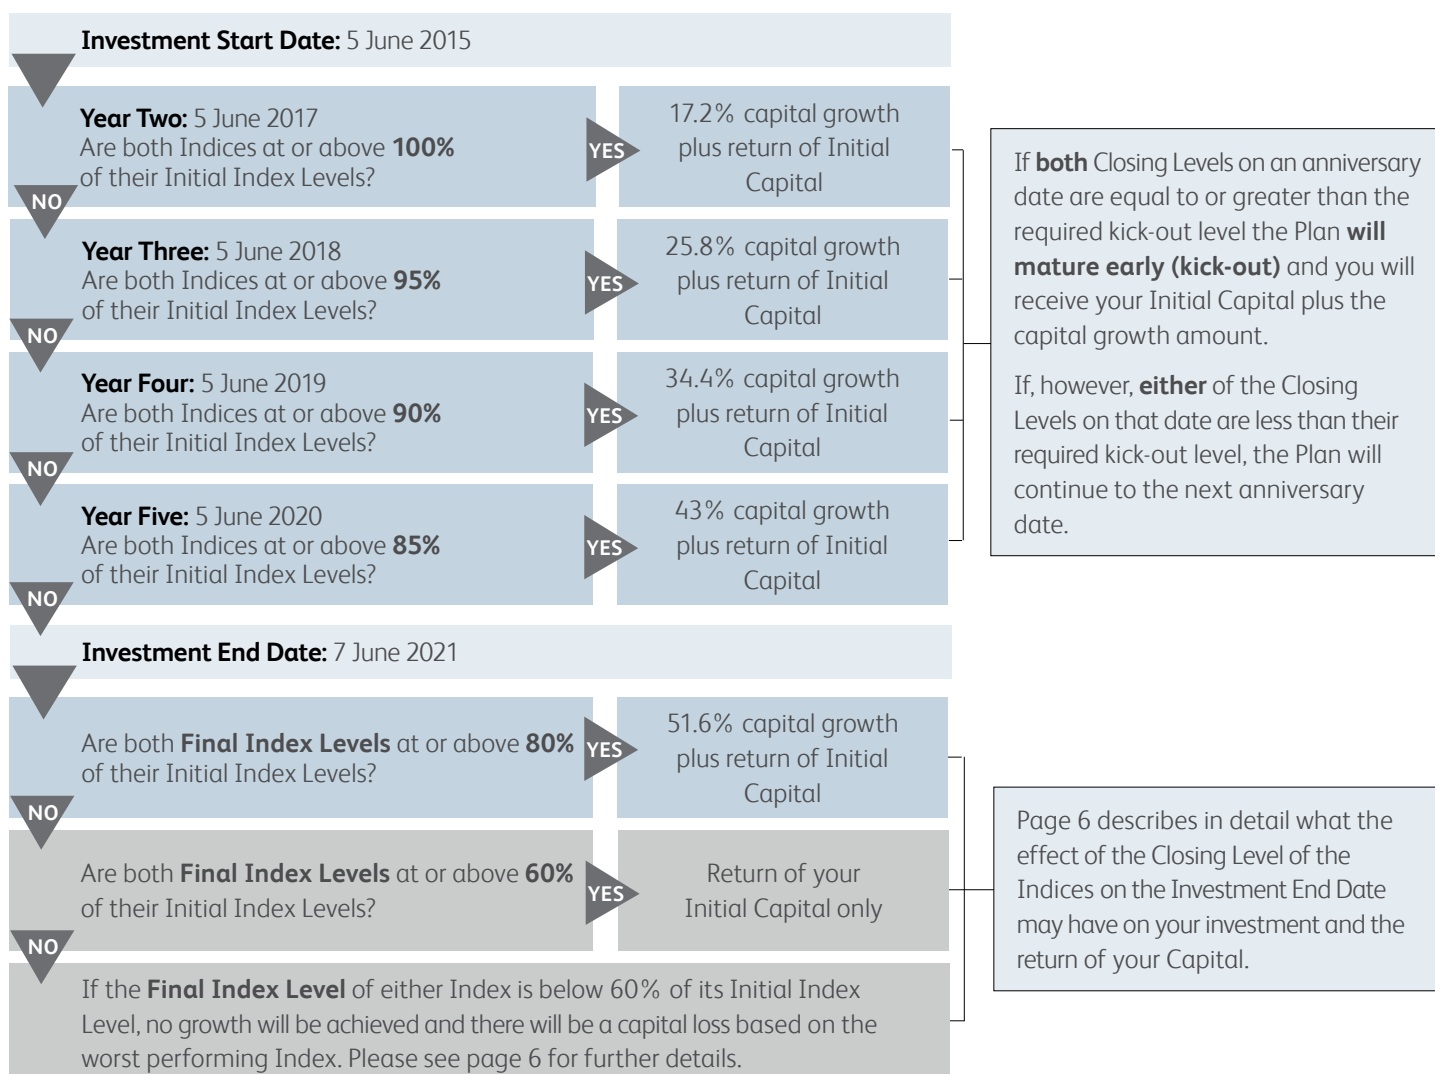 Investment Start Date: 5 June 2015
Year Two: 5 June 2017
Are both Indices at or above 100%
of their Initial Index Levels?
YES
17.2% capital growth
plus return of Initial
Capital
NO
Year Three: 5 June 2018
Are both Indices at or above 95%
of their Initial Index Levels?
YES
25.8% capital growth
plus return of Initial
Capital
NO
Year Four: 5 June 2019
Are both Indices at or above 90%
of their Initial Index Levels?
YES
34.4% capital growth
plus return of Initial
Capital
NO
Year Five: 5 June 2020
Are both Indices at or above 85%
of their Initial Index Levels?
YES
43% capital growth
plus return of Initial
Capital
NO
If both Closing Levels on an anniversary
date are equal to or greater than the
required kick-out level the Plan will
mature early (kick-out) and you will
receive your Initial Capital plus the
capital growth amount.
If, however, either of the Closing
Levels on that date are less than their
required kick-out level, the Plan will
continue to the next anniversary
date.
Investment End Date: 7 June 2021
Are both Final Index Levels at or above 80%
of their Initial Index Levels?
YES
51.6% capital growth
plus return of Initial
Capital
NO
Are both Final Index Levels at or above 60%
of their Initial Index Levels?
YES
Return of your
Initial Capital only
NO
If the Final Index Level of either Index is below 60% of its Initial Index
Level, no growth will be achieved and there will be a capital loss based on the
worst performing Index. Please see page 6 for further details.
Page 6 describes in detail what the
effect of the Closing Level of the
Indices on the Investment End Date
may have on your investment and the
return of your Capital.